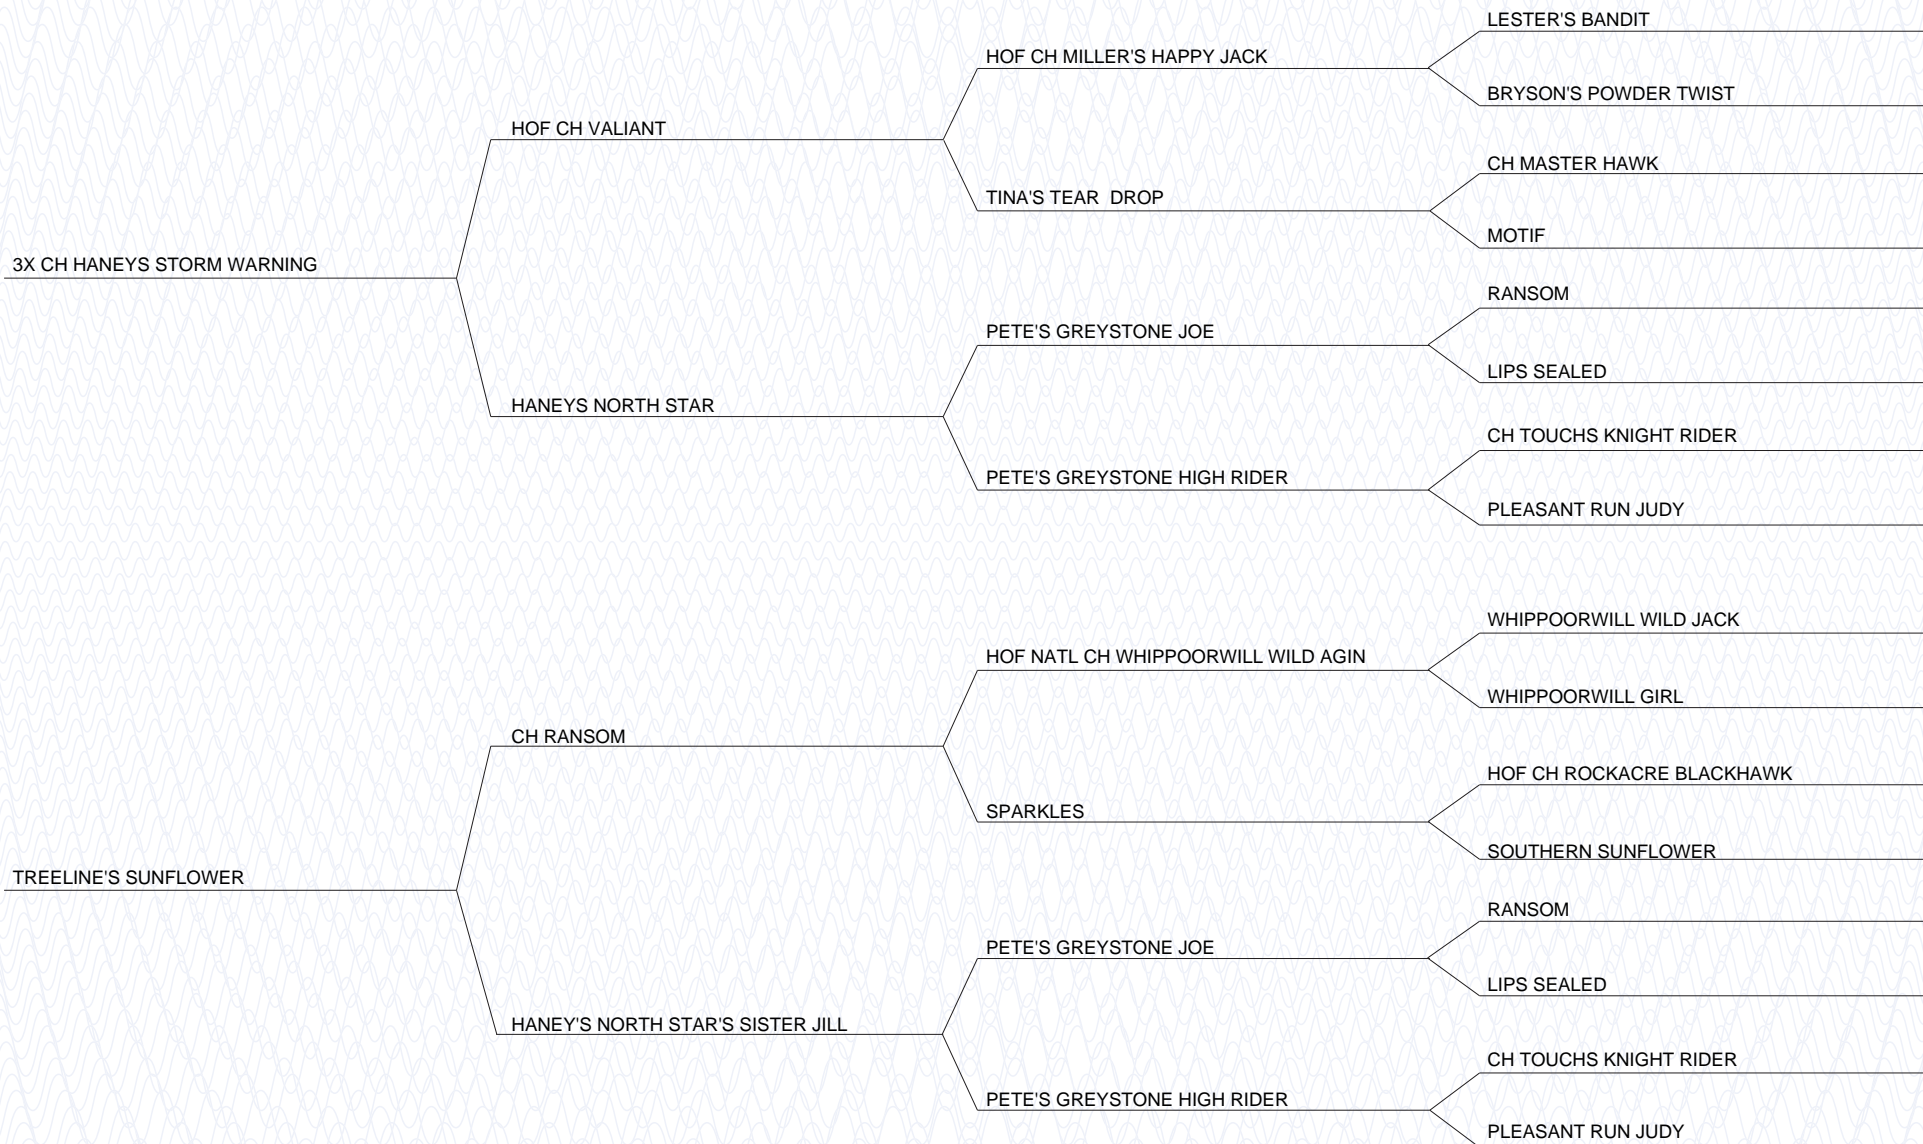 LESTER'S BANDIT
HOF CH MILLER'S HAPPY JACK
BRYSON'S POWDER TWIST
HOF CH VALIANT
CH MASTER HAWK
TINA'S TEAR  DROP
MOTIF
3X CH HANEYS STORM WARNING
RANSOM
PETE'S GREYSTONE JOE
LIPS SEALED
HANEYS NORTH STAR
CH TOUCHS KNIGHT RIDER
PETE'S GREYSTONE HIGH RIDER
PLEASANT RUN JUDY
WHIPPOORWILL WILD JACK
HOF NATL CH WHIPPOORWILL WILD AGIN
WHIPPOORWILL GIRL
CH RANSOM
HOF CH ROCKACRE BLACKHAWK
SPARKLES
SOUTHERN SUNFLOWER
TREELINE'S SUNFLOWER
RANSOM
PETE'S GREYSTONE JOE
LIPS SEALED
HANEY'S NORTH STAR'S SISTER JILL
CH TOUCHS KNIGHT RIDER
PETE'S GREYSTONE HIGH RIDER
PLEASANT RUN JUDY